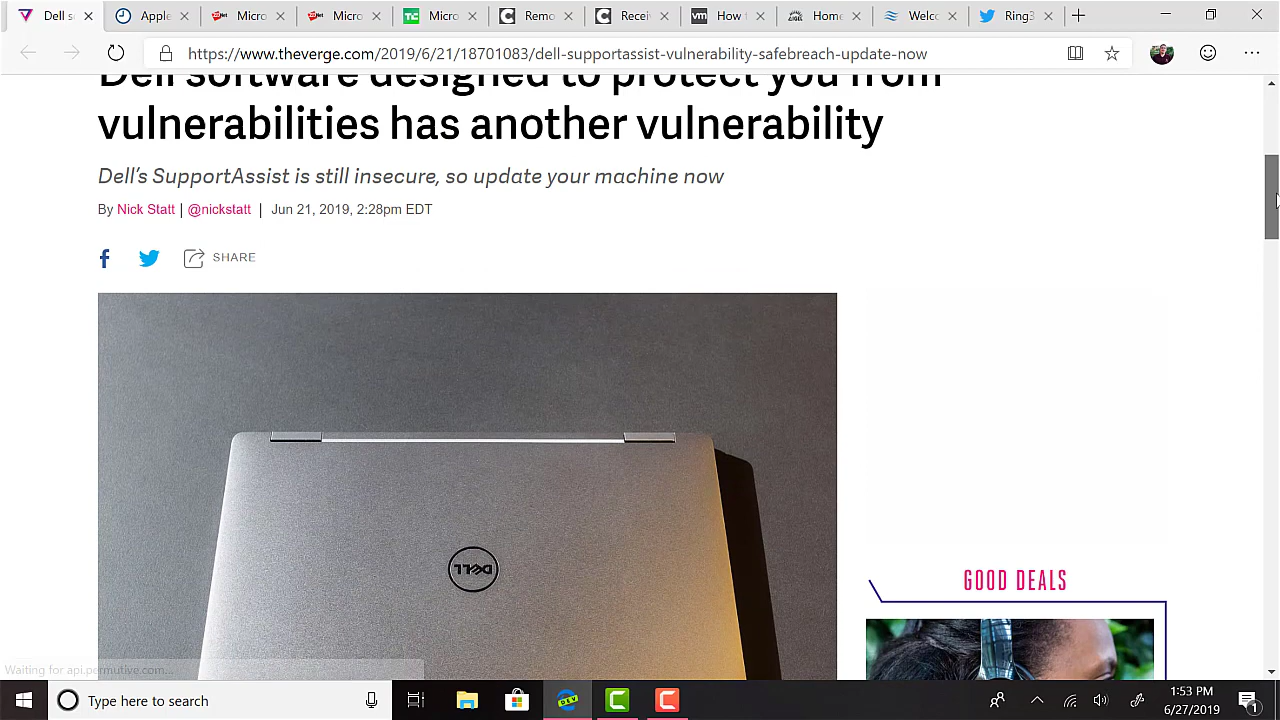 Dell s
Apple
Micro
Micro
Micro
Remo
Recei
How t
Home
Welco
Ring3
https://www.theverge.com/2019/6/21/18701083/dell-supportassist-vulnerability-safebreach-update-now
Dell software designed to protect you from
vulnerabilities has another vulnerability
Dell's SupportAssist is still insecure, so update your machine now
By Nick Statt | @nickstatt | Jun 21, 2019, 2:28pm EDT
SHARE
DELL
GOOD DEALS
Waiting for api.permutive.com...
Type here to search
DEV
:53 PM
6/27/2019
1